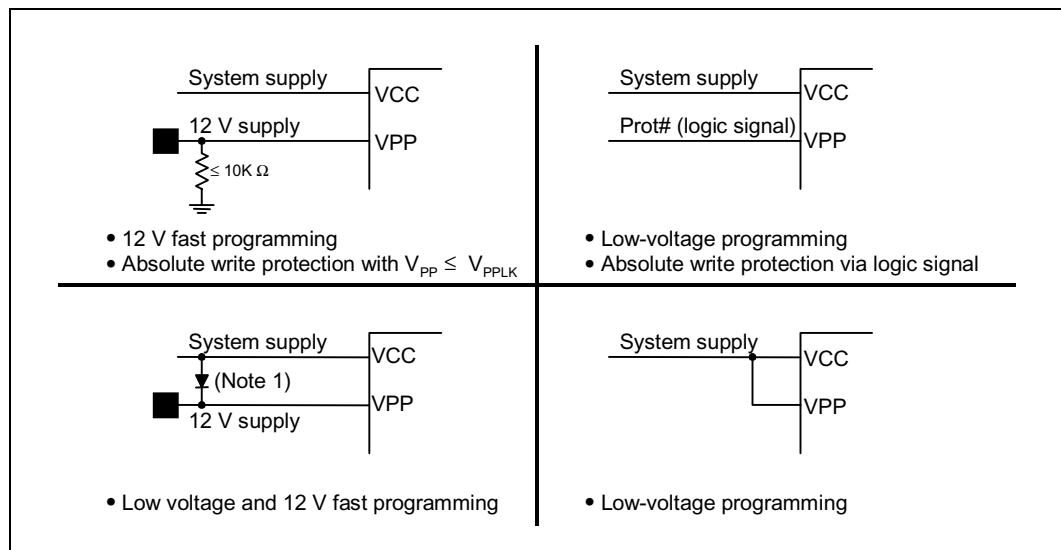 System supply
VCC
12 V supply
VPP
≤ 10K Ω
• 12 V fast programming
• Absolute write protection with VPP ≤ VPPLK
System supply
VCC
Prot# (logic signal)
VPP
• Low-voltage programming
• Absolute write protection via logic signal
System supply
VCC
(Note 1)
VPP
12 V supply
• Low voltage and 12 V fast programming
System supply
VCC
VPP
• Low-voltage programming